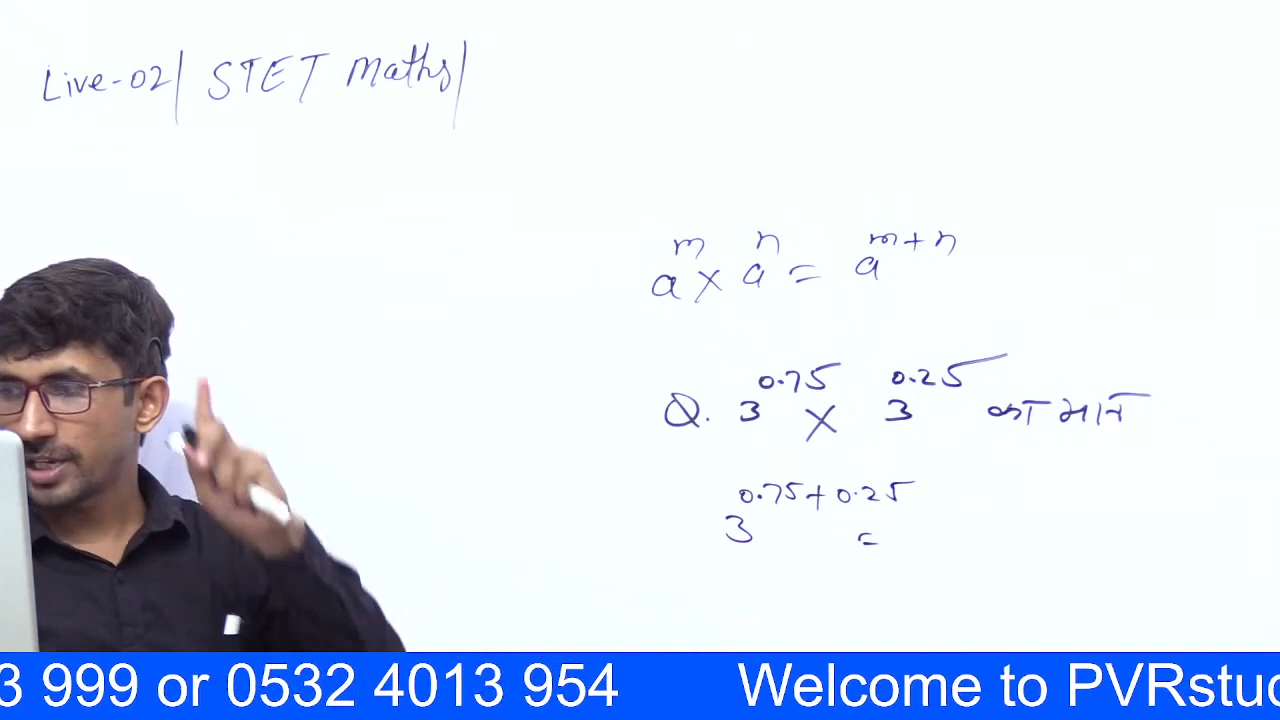 Live-02| STET Maths|
a^m × a^n = a^(m+n)
Q. 3^0.75 × 3^0.25 का मान
3^(0.75+0.25) =
3 999 or 0532 4013 954 Welcome to PVRstud